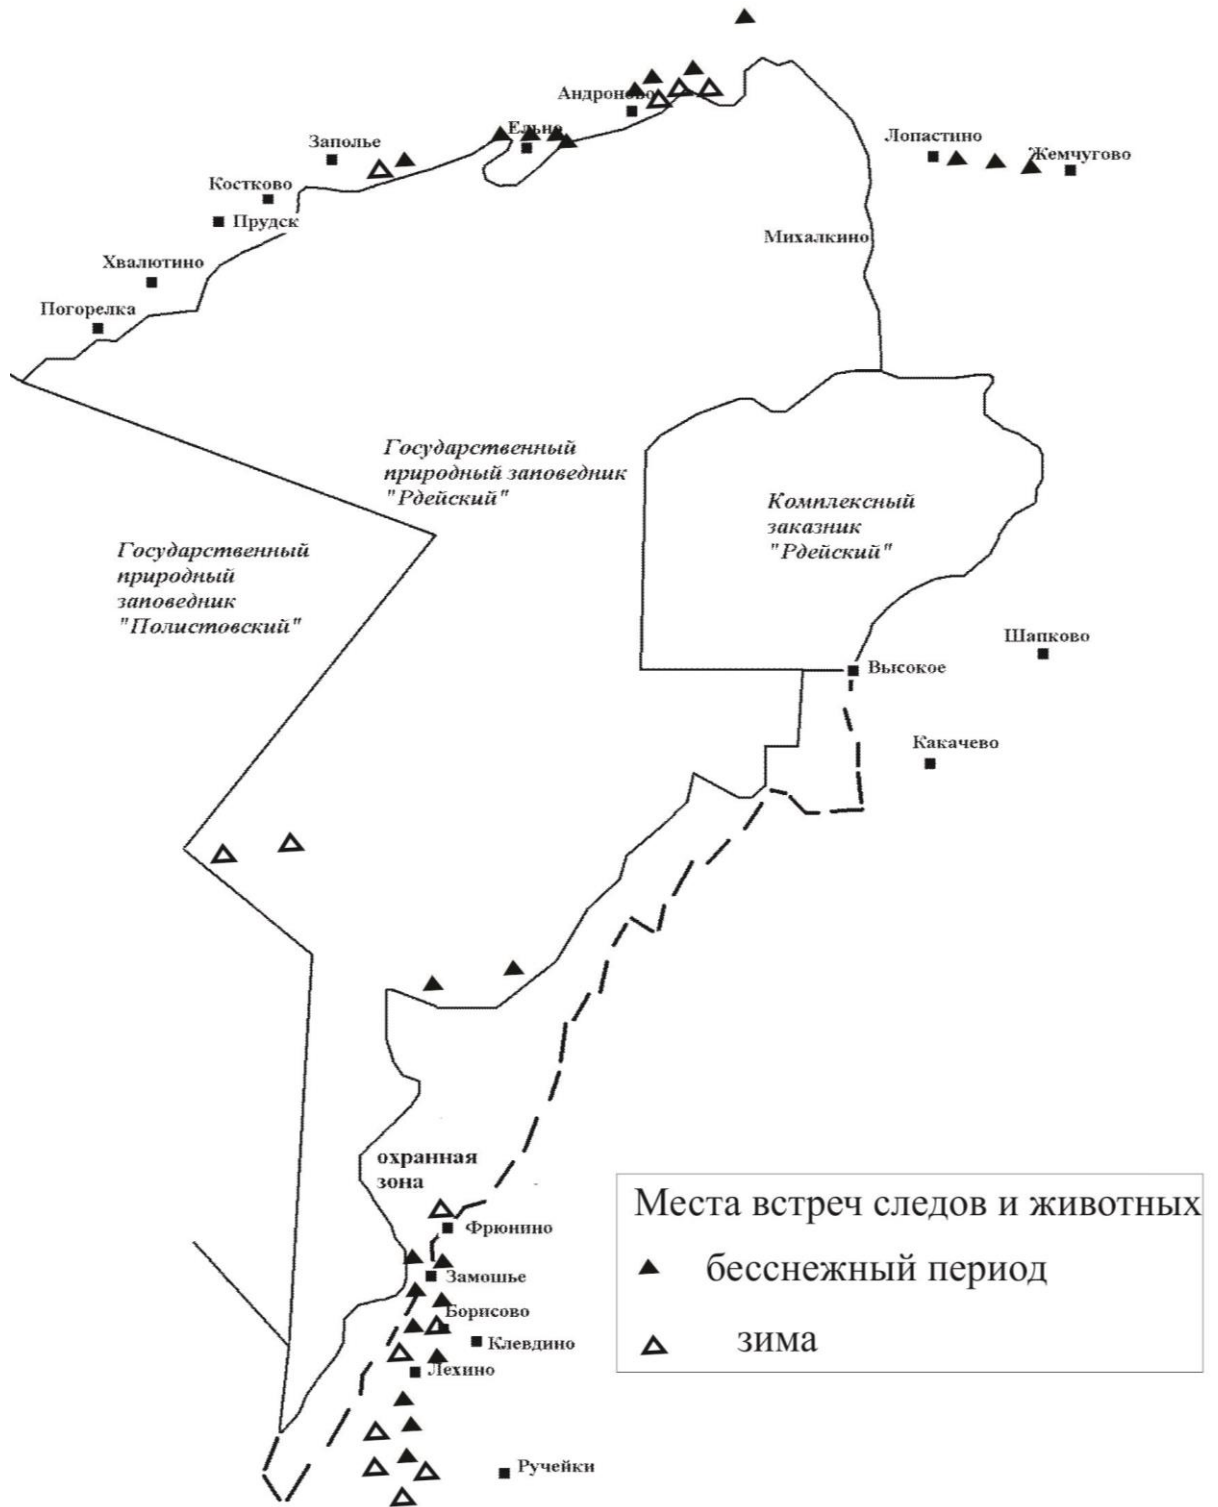 Андроново
Ельно
Заполье
Лопастино
Жемчугово
Костково
Прудск
Михалкино
Хвалютино
Погорелка
Государственный
природный заповедник
"Рдейский"
Комплексный
заказник
"Рдейский"
Государственный
природный
заповедник
"Полистовский"
Шапково
Высокое
Какачево
охранная
зона
Места встреч следов и животных
бесснежный период
зима
Фрюнино
Замошье
Борисово
Клевдино
Лехино
Ручейки